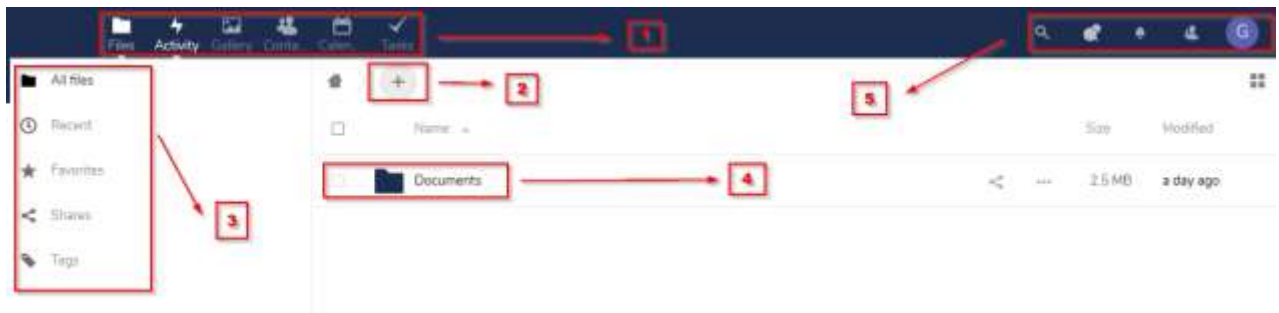 Files Activity Gallery Conta... Calen... Tasks
1
G
All files
+
2
5
Recent
Name
Size Modified
Favorites
Documents
4
2.5 MB a day ago
Shares
3
Tags